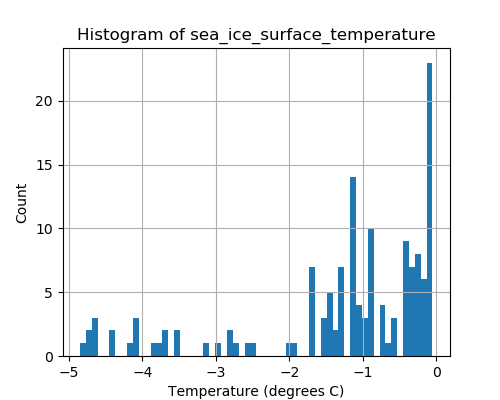 Histogram of sea_ice_surface_temperature
20
15
10
5
0
Count
−5 −4 −3 −2 −1 0
Temperature (degrees C)